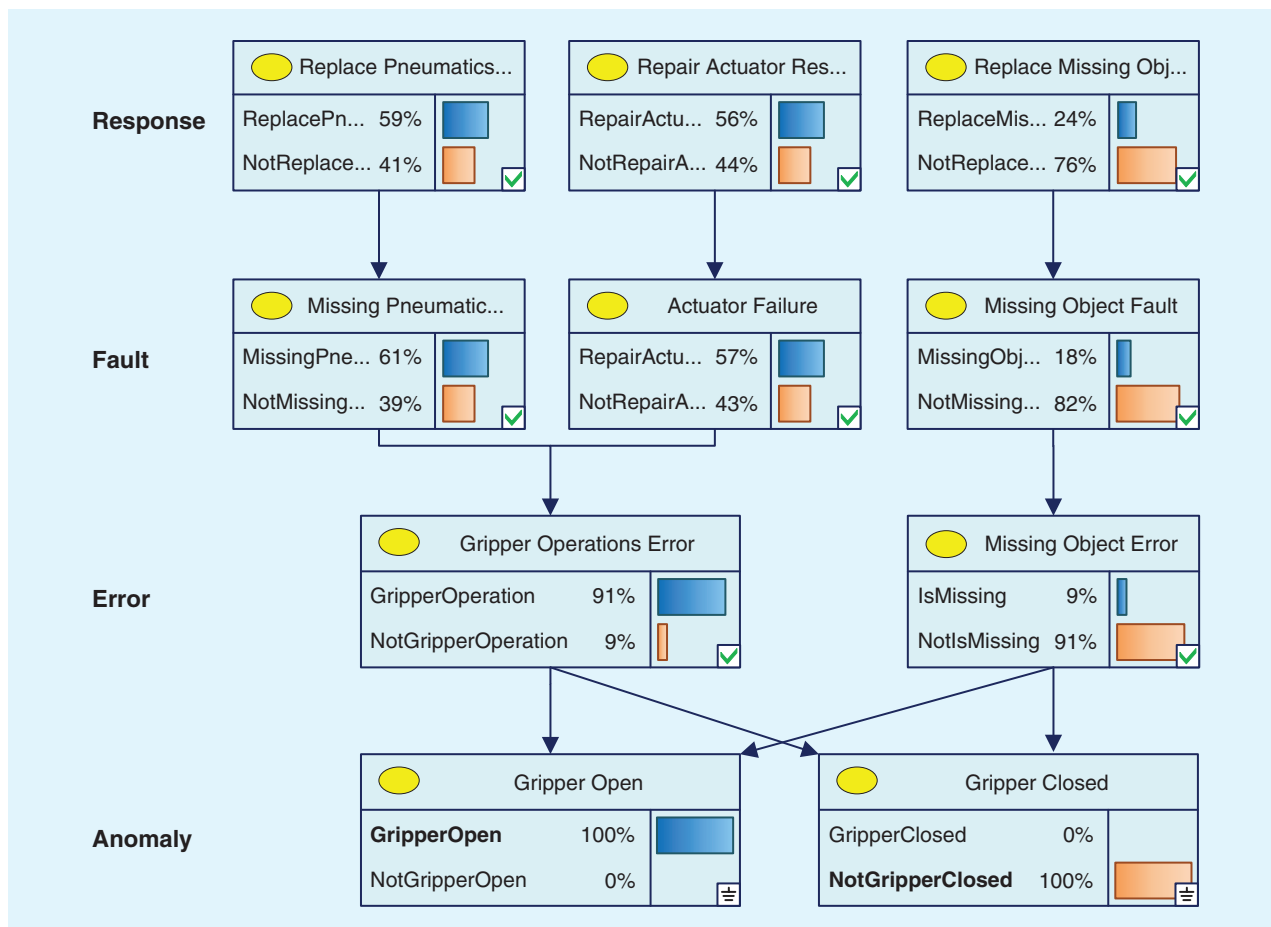 Response
Replace Pneumatics...
ReplacePn... 59%
NotReplace... 41%
Repair Actuator Res...
RepairActu... 56%
NotRepairA... 44%
Replace Missing Obj...
ReplaceMis... 24%
NotReplace... 76%
Fault
Missing Pneumatic...
MissingPne... 61%
NotMissing... 39%
Actuator Failure
RepairActu... 57%
NotRepairA... 43%
Missing Object Fault
MissingObj... 18%
NotMissing... 82%
Error
Gripper Operations Error
GripperOperation 91%
NotGripperOperation 9%
Missing Object Error
IsMissing 9%
NotIsMissing 91%
Anomaly
Gripper Open
GripperOpen 100%
NotGripperOpen 0%
Gripper Closed
GripperClosed 0%
NotGripperClosed 100%